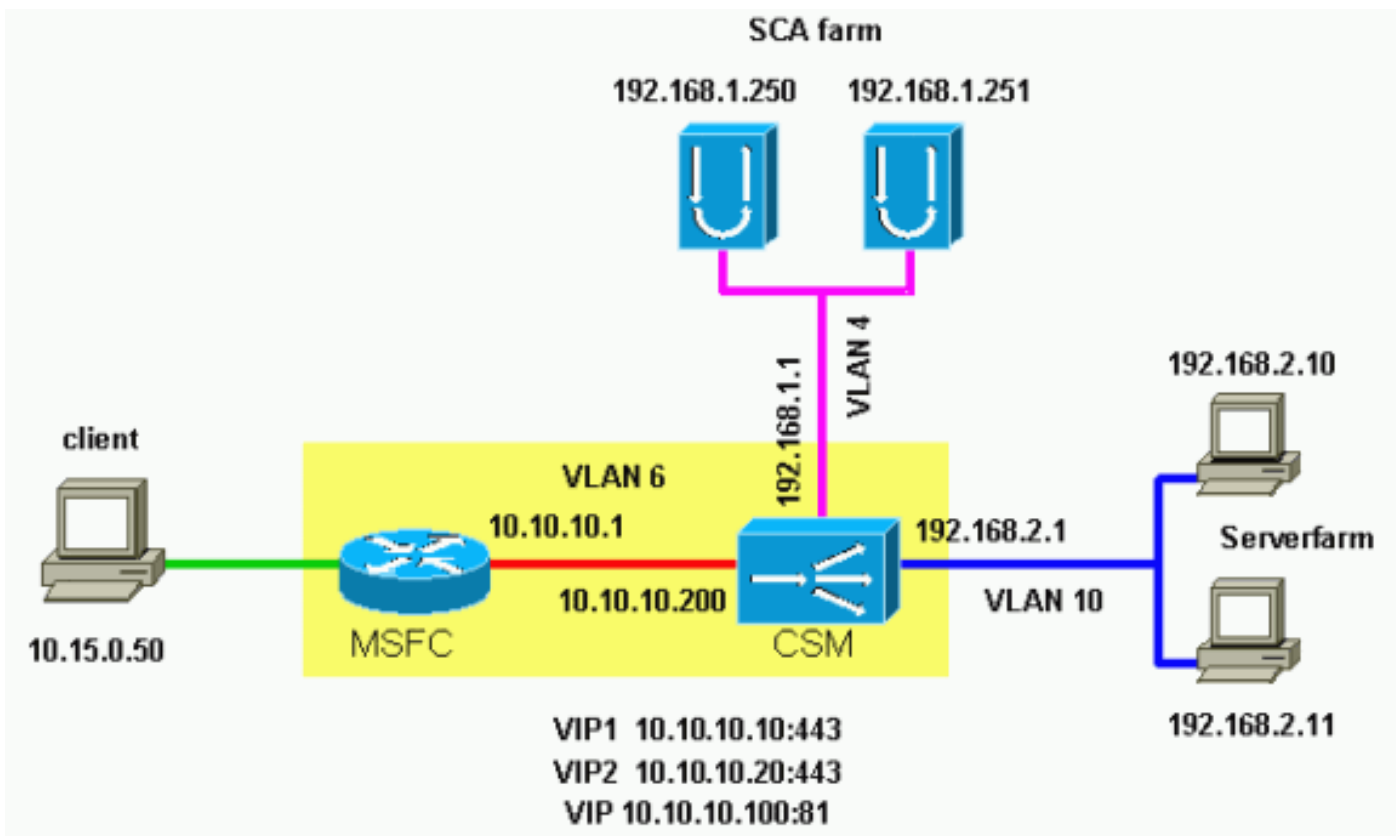 SCA farm
192.168.1.250
192.168.1.251
192.168.1.1
VLAN 4
192.168.2.10
client
VLAN 6
10.10.10.1
192.168.2.1
Serverfarm
10.10.10.200
VLAN 10
10.15.0.50
MSFC
CSM
192.168.2.11
VIP1 10.10.10.10:443
VIP2 10.10.10.20:443
VIP 10.10.10.100:81